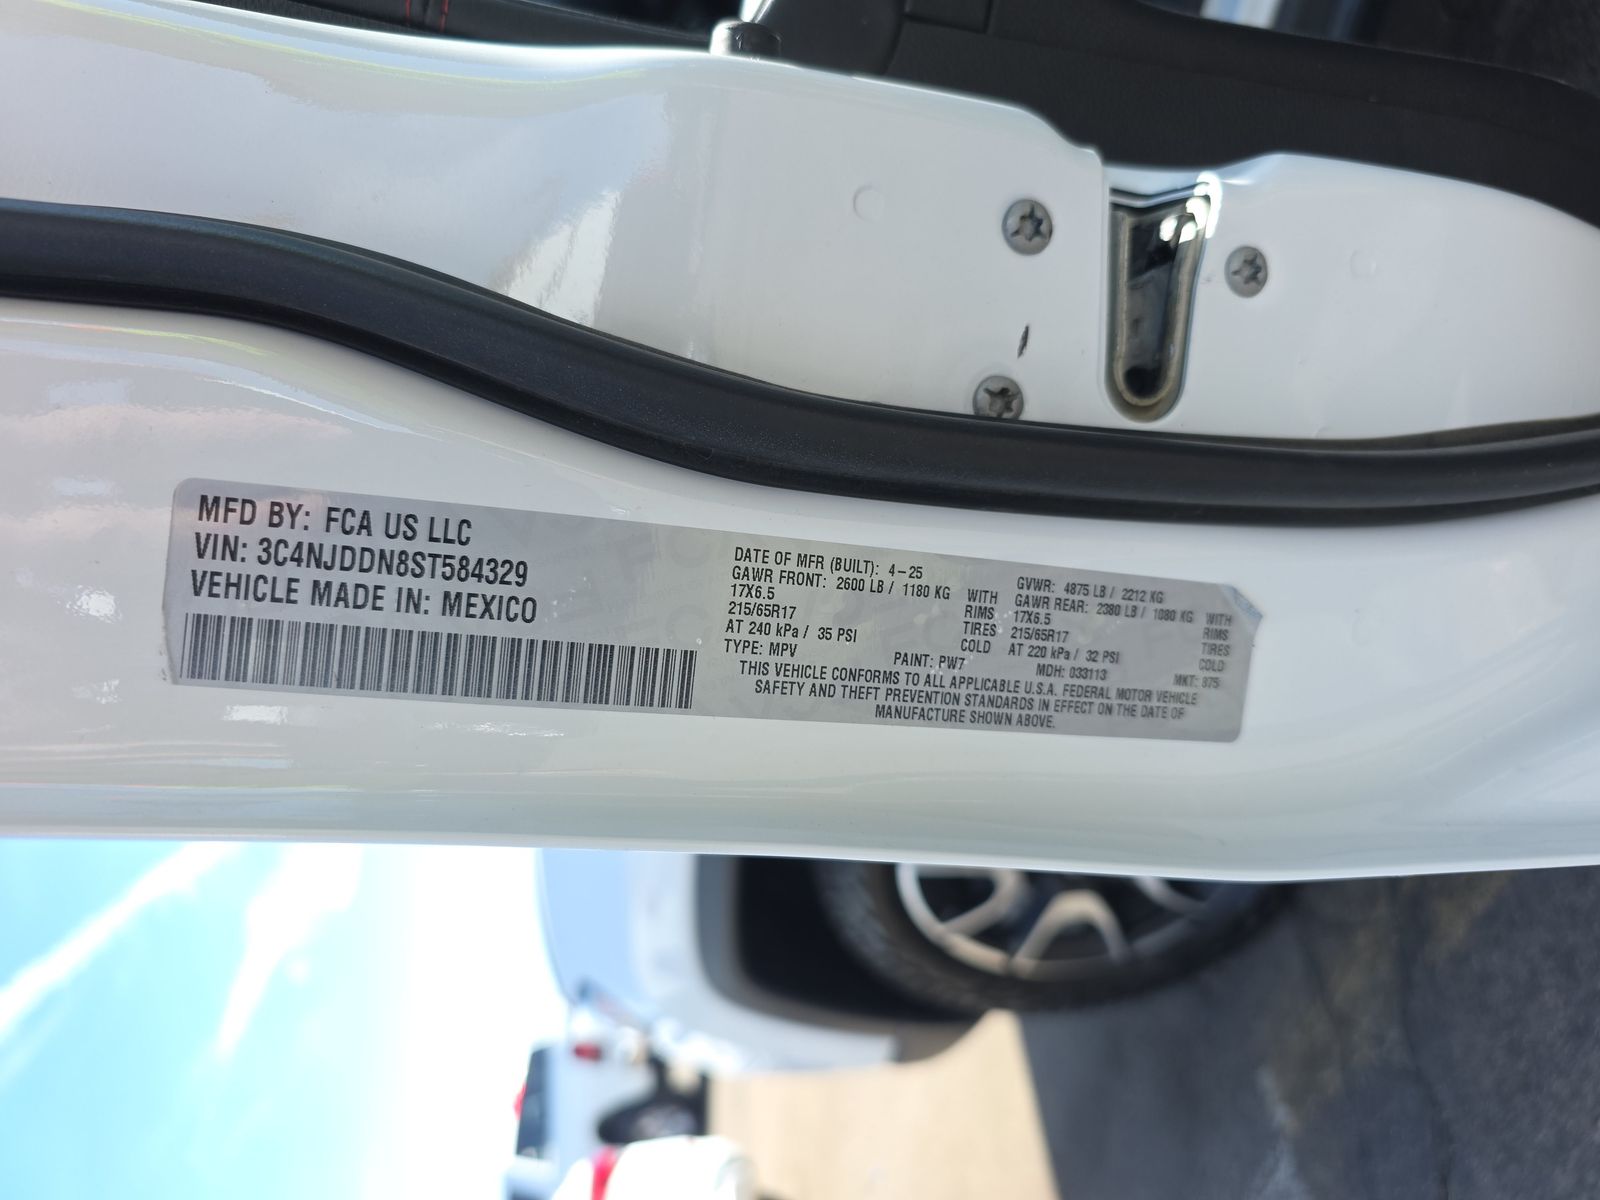 MFD BY: FCA US LLC
VIN: 3C4NJDDN8ST584329
VEHICLE MADE IN: MEXICO
DATE OF MFR (BUILT): 4-25
GAWR FRONT: 2600 LB / 1180 KG WITH
17X6.5 RIMS
215/65R17 TIRES
AT 240 kPa / 35 PSI COLD
TYPE: MPV PAINT: PW7
GVWR: 4875 LB / 2212 KG
GAWR REAR: 2380 LB / 1080 KG WITH
17X6.5 RIMS
215/65R17 TIRES
AT 220 kPa / 32 PSI COLD
MDH: 033113 MKT: 875
THIS VEHICLE CONFORMS TO ALL APPLICABLE U.S.A. FEDERAL MOTOR VEHICLE
SAFETY AND THEFT PREVENTION STANDARDS IN EFFECT ON THE DATE OF
MANUFACTURE SHOWN ABOVE.